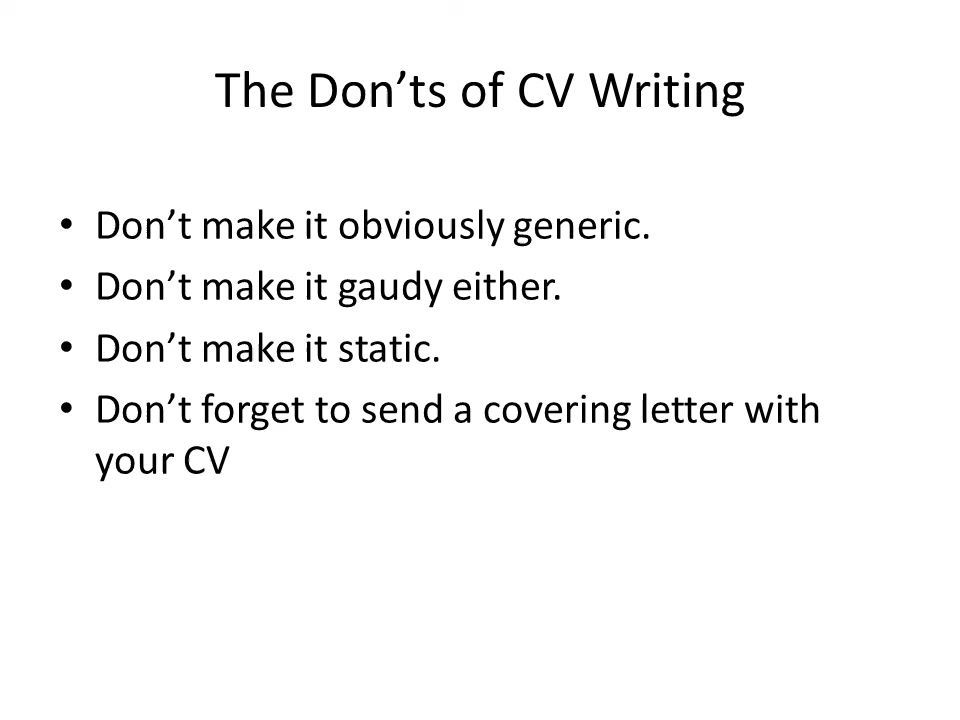 The Don’ts of CV Writing
• Don’t make it obviously generic.
• Don’t make it gaudy either.
• Don’t make it static.
• Don’t forget to send a covering letter with
your CV